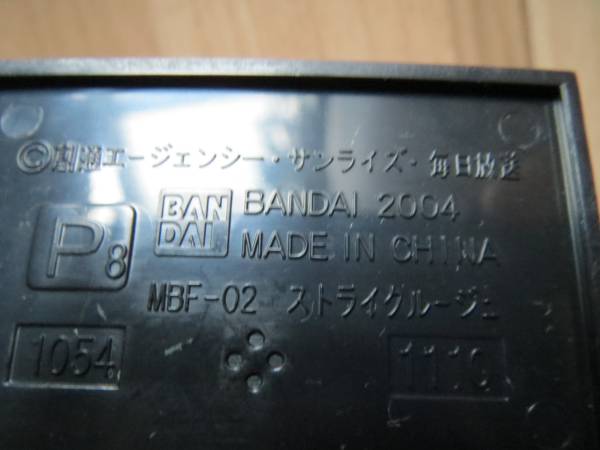 ©創通エージェンシー・サンライズ・毎日放送
P8
BAN
DAI
BANDAI 2004
MADE IN CHINA
MBF-02 ストライクルージュ
1054